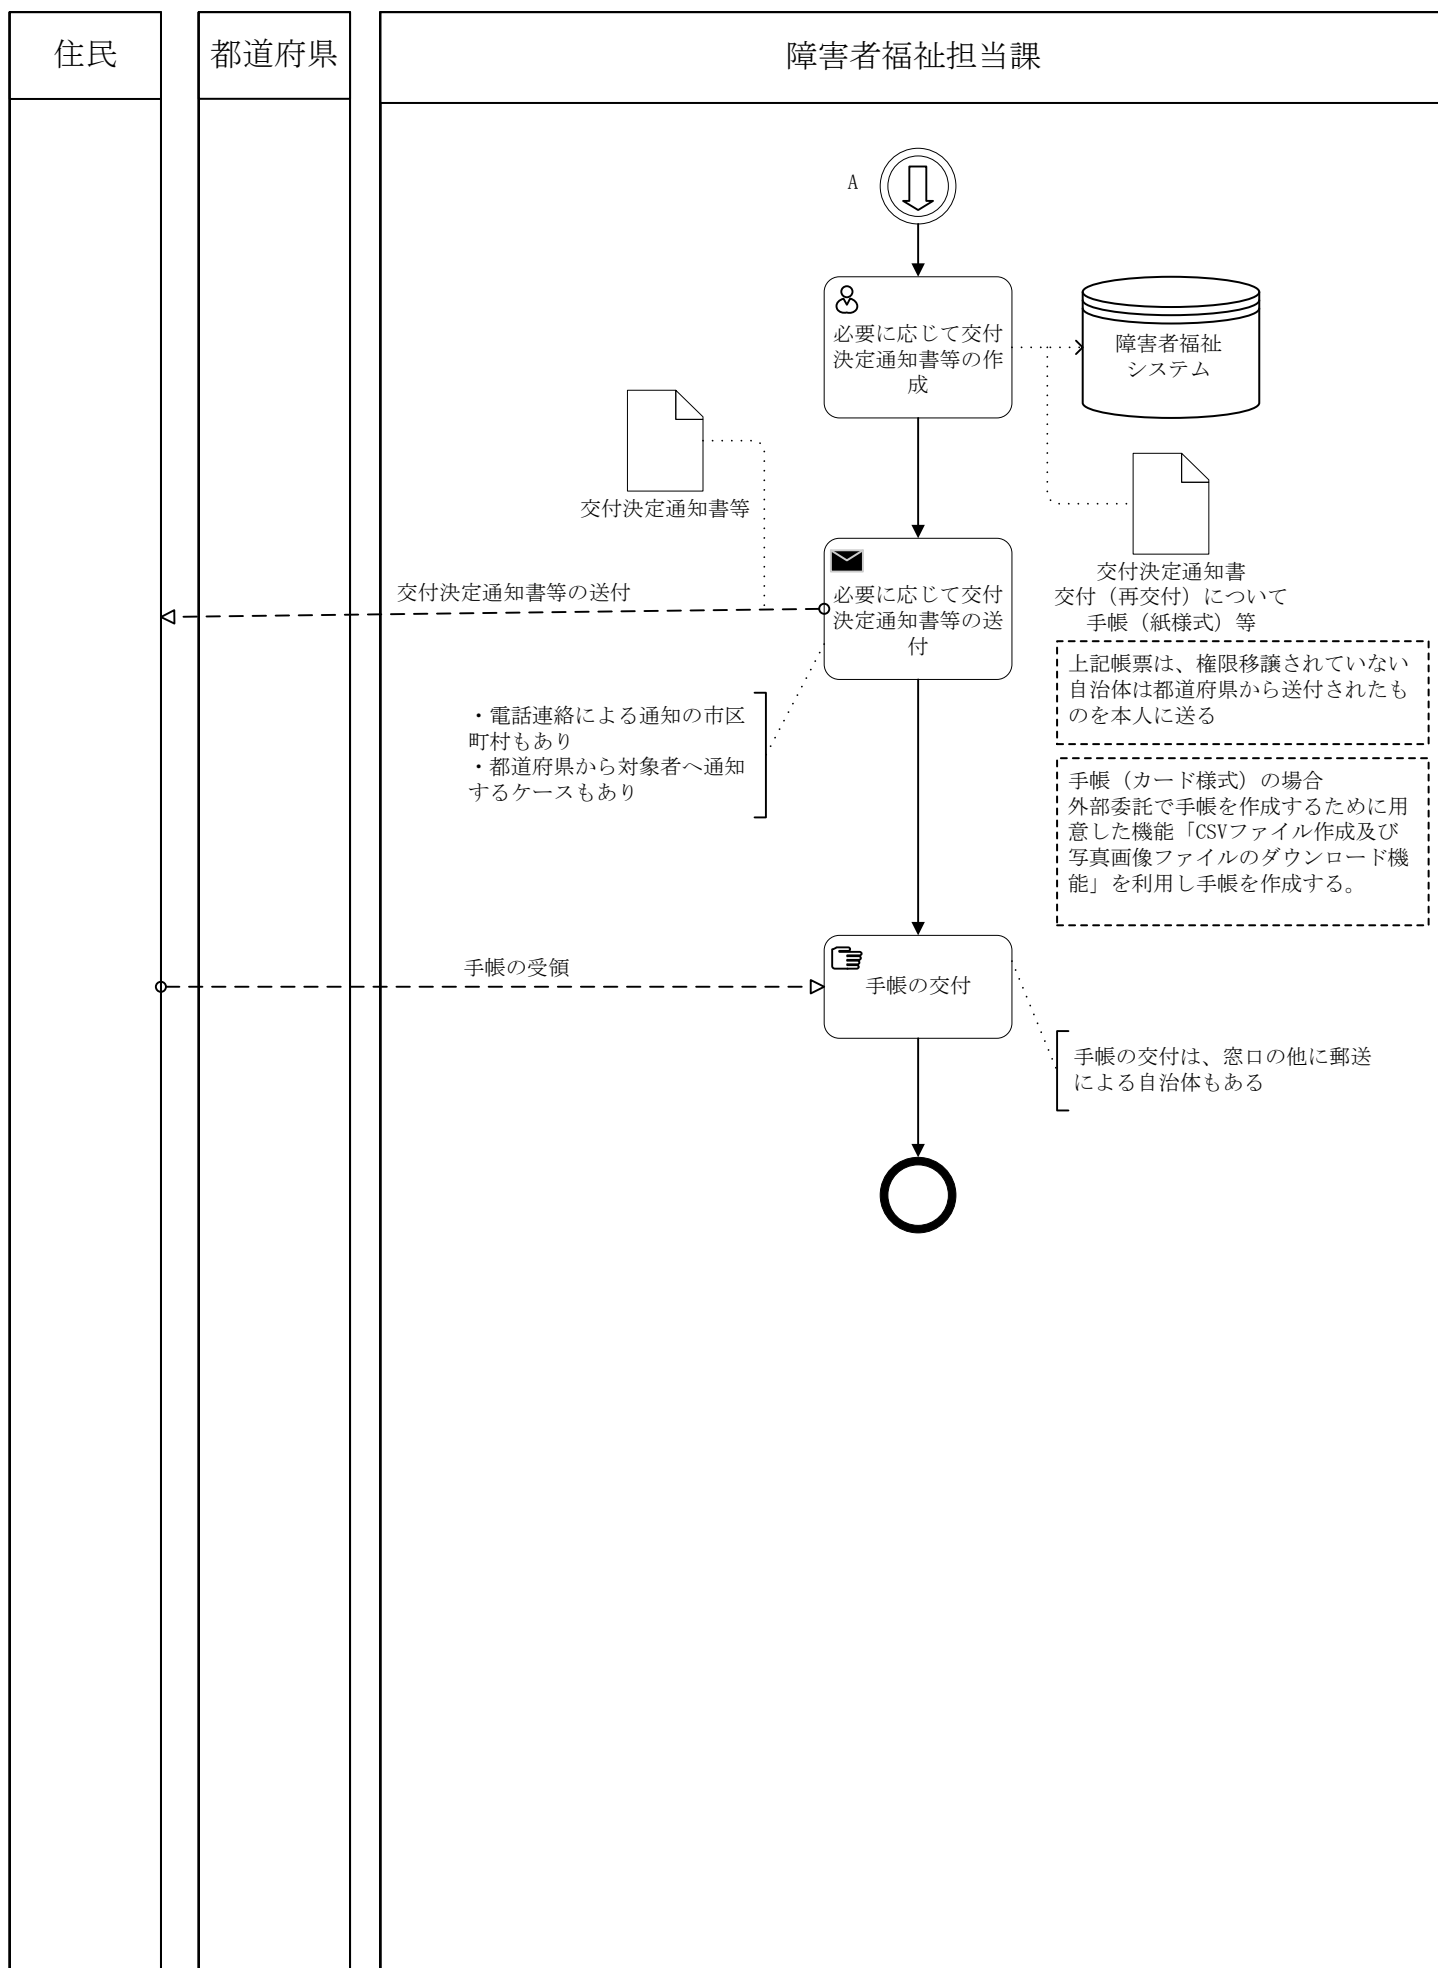 住民
都道府県
障害者福祉担当課
A
必要に応じて交付
決定通知書等の作
成
障害者福祉
システム
交付決定通知書等
交付決定通知書
交付（再交付）について
手帳（紙様式）等
交付決定通知書等の送付
必要に応じて交付
決定通知書等の送
付
上記帳票は、権限移譲されていない
自治体は都道府県から送付されたも
のを本人に送る
・電話連絡による通知の市区
町村もあり
・都道府県から対象者へ通知
するケースもあり
手帳（カード様式）の場合
外部委託で手帳を作成するために用
意した機能「CSVファイル作成及び
写真画像ファイルのダウンロード機
能」を利用し手帳を作成する。
手帳の受領
手帳の交付
手帳の交付は、窓口の他に郵送
による自治体もある